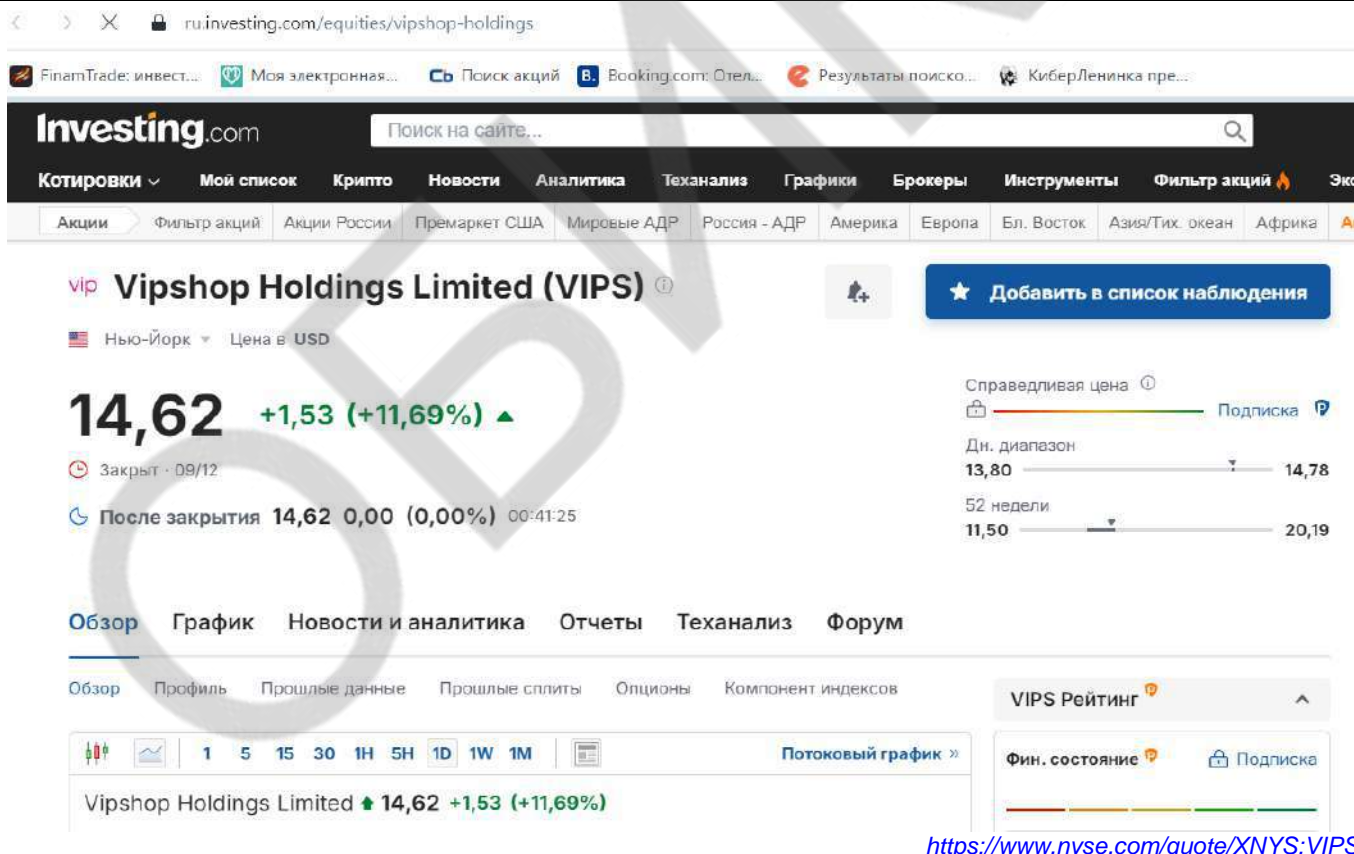 ru.investing.com/equities/vipshop-holdings
FinamTrade: инвест... Моя электронная... Сь Поиск акций B. Booking.com: Отел... Результаты поиско... КиберЛенинка пре...
Investing.com Поиск на сайте...
Котировки Мой список Крипто Новости Аналитика Теханализ Графики Брокеры Инструменты Фильтр акций Эко
Акции Фильтр акций Акции России Премаркет США Мировые АДР Россия - АДР Америка Европа Бл. Восток Азия/Тих. океан Африка
vip Vipshop Holdings Limited (VIPS)
Добавить в список наблюдения
Нью-Йорк Цена в USD
14,62 +1,53 (+11,69%)
Справедливая цена
Подписка
Закрыт · 09/12
Дн. диапазон
13,80 14,78
После закрытия 14,62 0,00 (0,00%) 00:41:25
52 недели
11,50 20,19
Обзор График Новости и аналитика Отчеты Теханализ Форум
Обзор Профиль Прошлые данные Прошлые сплиты Опционы Компонент индексов
VIPS Рейтинг
1 5 15 30 1H 5H 1D 1W 1M Потоковый график »
Фин. состояние Подписка
Vipshop Holdings Limited 14,62 +1,53 (+11,69%)
https://www.nyse.com/quote/XNYS:VIPS